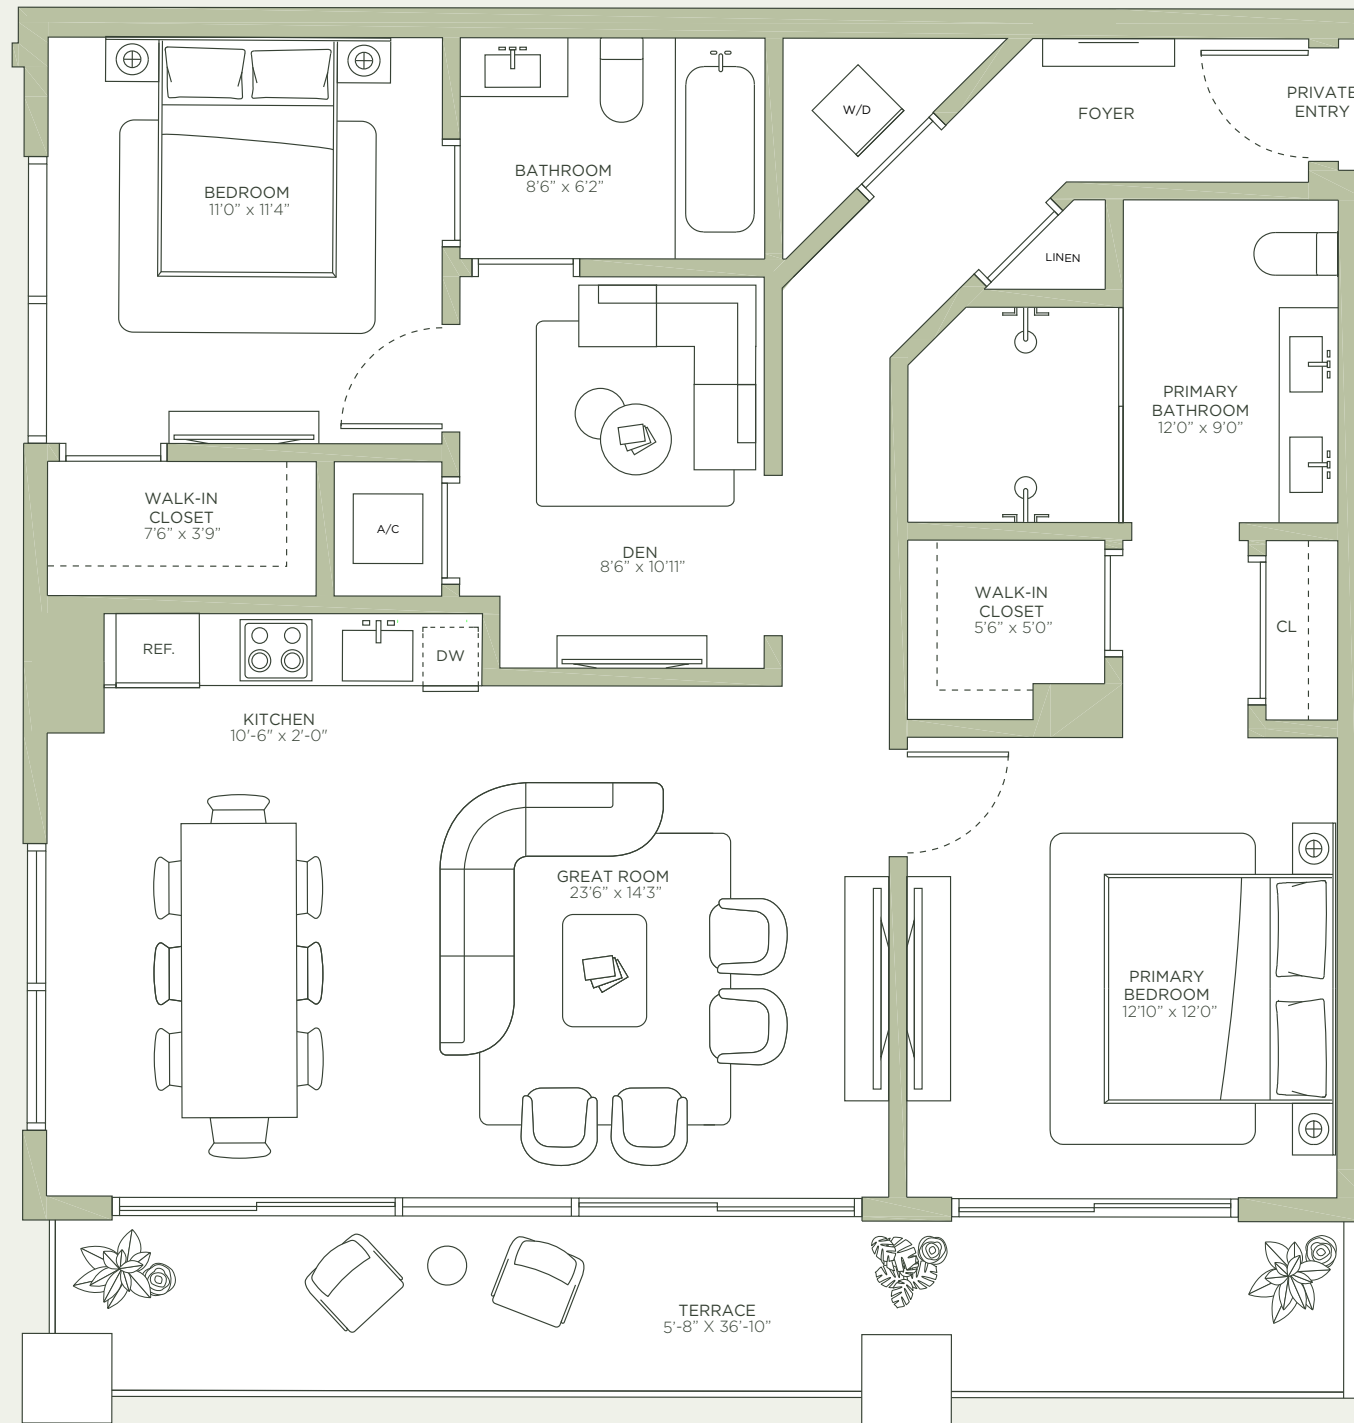 W/D
FOYER
PRIVATE
ENTRY
BATHROOM
8'6" x 6'2"
BEDROOM
11'0" x 11'4"
LINEN
PRIMARY
BATHROOM
12'0" x 9'0"
WALK-IN
CLOSET
7'6" x 3'9"
A/C
DEN
8'6" x 10'11"
WALK-IN
CLOSET
5'6" x 5'0"
CL
REF.
DW
KITCHEN
10'-6" x 2'-0"
GREAT ROOM
23'6" x 14'3"
PRIMARY
BEDROOM
12'10" x 12'0"
TERRACE
5'-8" X 36'-10"